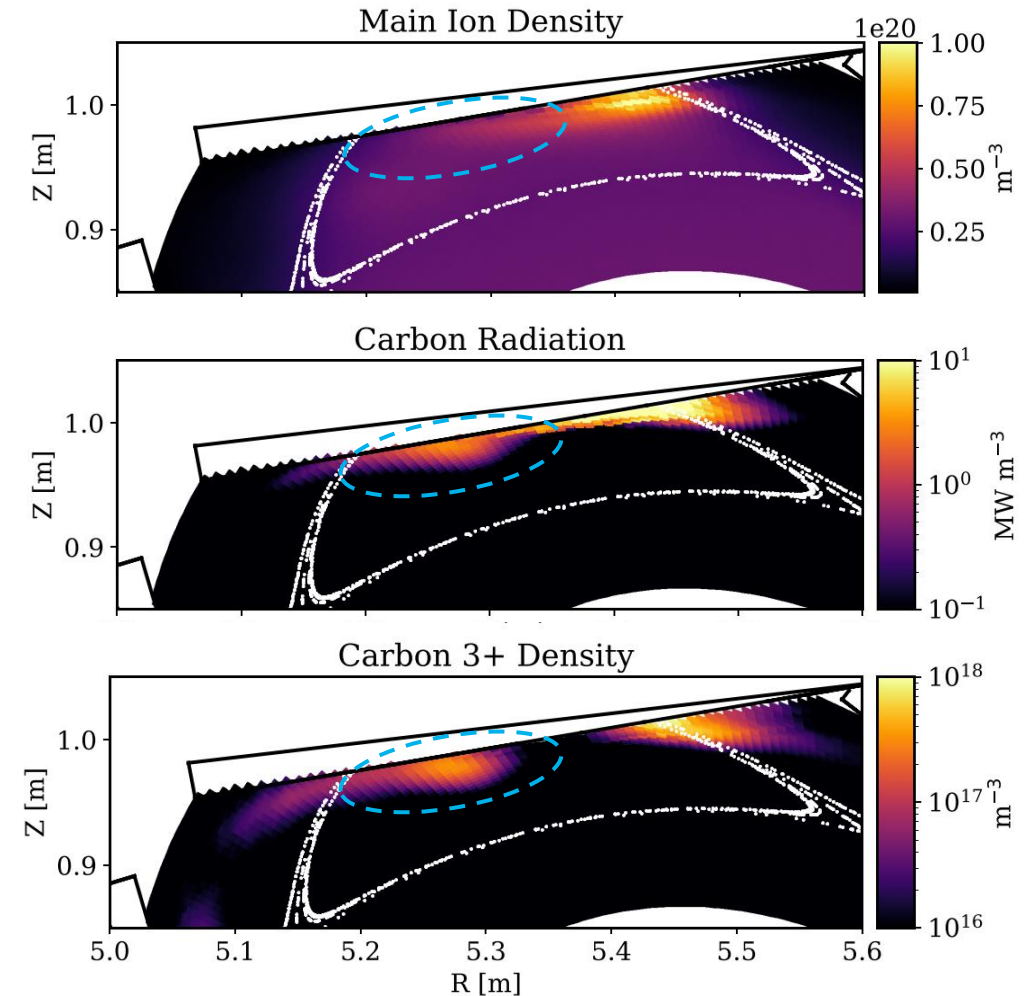 Main Ion Density
1e20
1.00
0.75
0.50
0.25
m⁻³
1.0
0.9
Z [m]
Carbon Radiation
10¹
10⁰
10⁻¹
MW m⁻³
1.0
0.9
Z [m]
Carbon 3+ Density
10¹⁸
10¹⁷
10¹⁶
m⁻³
1.0
0.9
Z [m]
5.0 5.1 5.2 5.3 5.4 5.5 5.6
R [m]